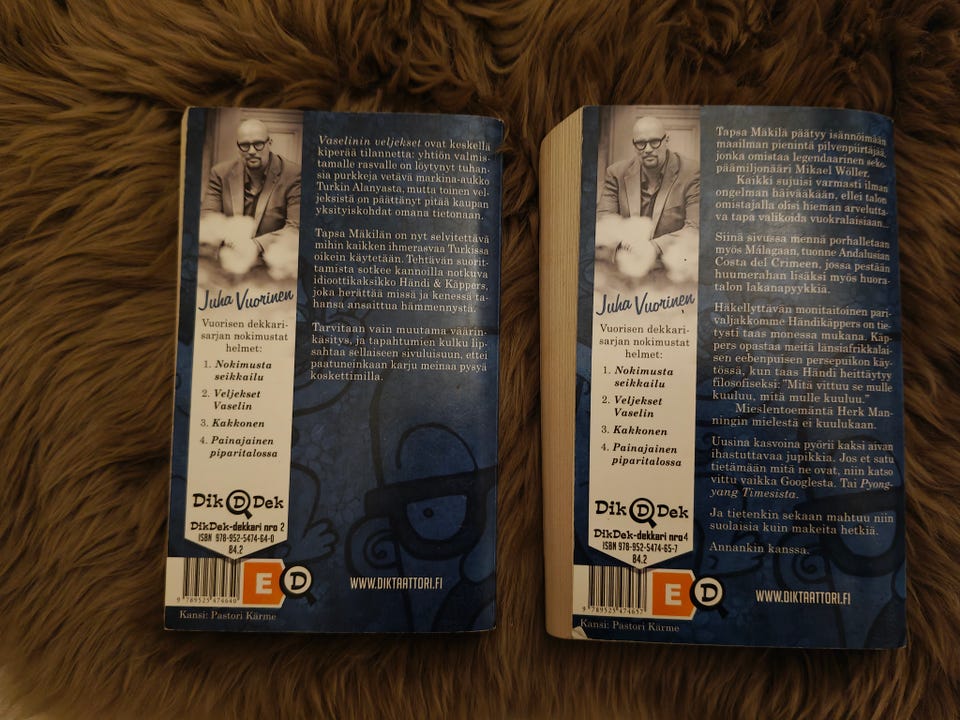 Vaselinin veljekset ovat keskellä
kiperää tilannetta: yhtiön valmis-
tamalle rasvalle on löytynyt tuhan-
sia purkkeja vetävä markina-aukko
Turkin Alanyasta, mutta toinen vel-
jeksistä on päättänyt pitää kaupan
yksityiskohdat omana tietonaan.
Tapsa Mäkilän on nyt selvitettävä
mihin kaikken ihmerasvaa Turkissa
oikein käytetään. Tehtävän suorit-
tamista sotkee kannoilla notkuva
idioottikaksikko Händi & Käppers,
joka herättää missä ja kenessä ta-
hansa ansaittua hämmennystä.
Tarvitaan vain muutama väärin-
käsitys, ja tapahtumien kulku lip-
sahtaa sellaiseen sivuluisuun, ettei
paatuneinkaan karju meinaa pysyä
koskettimilla.
Juha Vuorinen
Vuorisen dekkari-
sarjan nokimustat
helmet:
1. Nokimusta
seikkailu
2. Veljekset
Vaselin
3. Kakkonen
4. Painajainen
piparitalossa
Dik D Dek
DikDek-dekkari nro 2
ISBN 978-952-5474-64-0
84.2
E D
9 789525 474640
WWW.DIKTAATTORI.FI
Kansi: Pastori Kärme
Tapsa Mäkilä päätyy isännöimään
maailman pienintä pilvenpiirtäjää,
jonka omistaa legendaarinen seko-
päämiljonääri Mikael Wöller.
Kaikki sujuisi varmasti ilman
ongelman häivääkään, ellei talon
omistajalla olisi hieman arvelutta-
va tapa valikoida vuokralaisiaan...
Siinä sivussa mennä porhalletaan
myös Málagaan, tuonne Andalusian
Costa del Crimeen, jossa pestään
huumerahan lisäksi myös huora-
talon lakanapyykkiä.
Häkellyttävän monitaitoinen pari-
valjakkomme Händikäppers on tie-
tysti taas monessa mukana. Käp-
pers opastaa meitä länsiafrikkalai-
sen eebenpuisen persepuikon käy-
tössä, kun taas Händi heittäytyy
filosofiseksi: "Mitä vittuu se mulle
kuuluu, mitä mulle kuuluu."
Mieslentoemäntä Herk Man-
ningin mielestä ei kuulukaan.
Uusina kasvoina pyörii kaksi aivan
ihastuttavaa jupikkia. Jos et satu
tietämään mitä ne ovat, niin katso
vittu vaikka Googlesta. Tai Pyong-
yang Timesista.
Ja tietenkin sekaan mahtuu niin
suolaisia kuin makeita hetkiä.
Annankin kanssa.
Juha Vuorinen
Vuorisen dekkari-
sarjan nokimustat
helmet:
1. Nokimusta
seikkailu
2. Veljekset
Vaselin
3. Kakkonen
4. Painajainen
piparitalossa
Dik D Dek
DikDek-dekkari nro 4
ISBN 978-952-5474-65-7
84.2
E D
9 789525 474657
WWW.DIKTAATTORI.FI
Kansi: Pastori Kärme